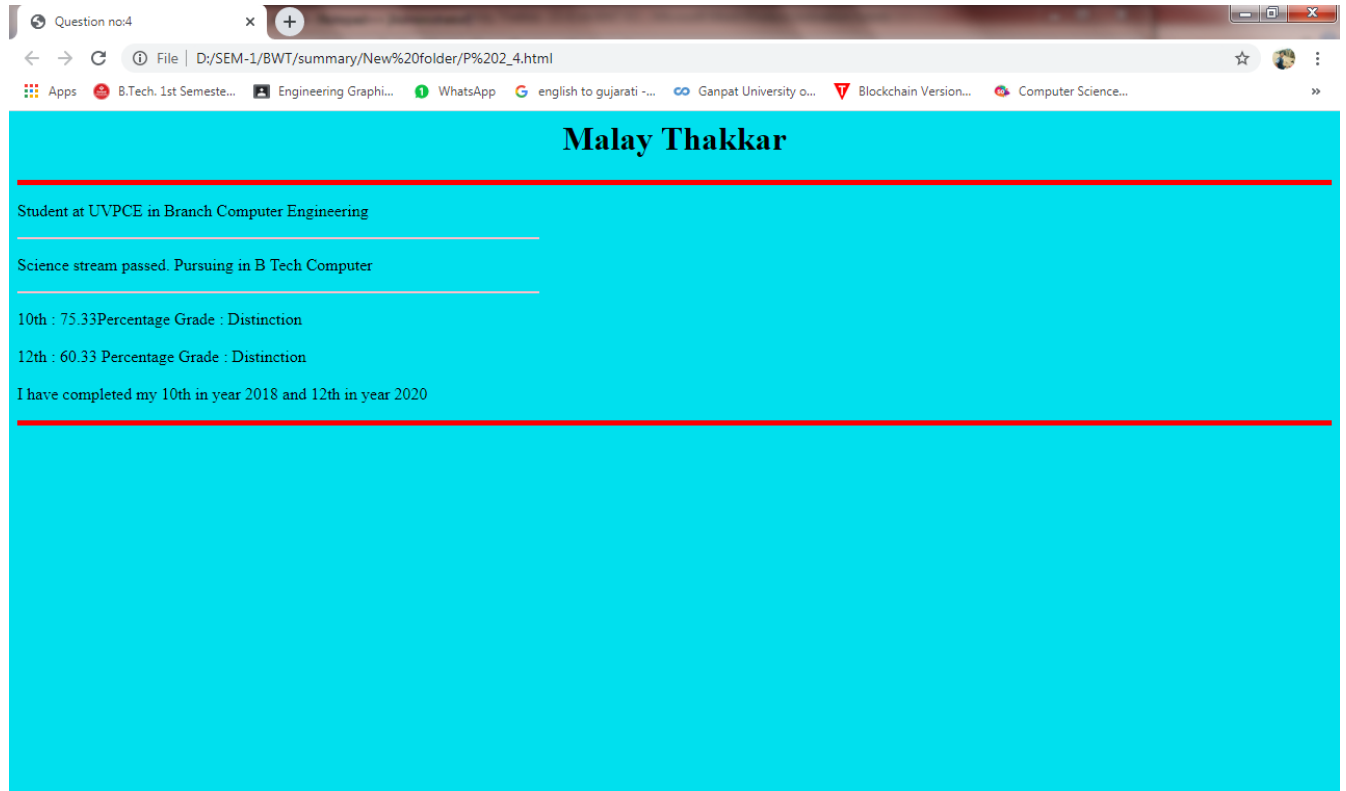 Question no:4
File | D:/SEM-1/BWT/summary/New%20folder/P%202_4.html
Apps B.Tech. 1st Semeste... Engineering Graphi... WhatsApp english to gujarati -... Ganpat University o... Blockchain Version... Computer Science... »
Malay Thakkar
Student at UVPCE in Branch Computer Engineering
Science stream passed. Pursuing in B Tech Computer
10th : 75.33Percentage Grade : Distinction
12th : 60.33 Percentage Grade : Distinction
I have completed my 10th in year 2018 and 12th in year 2020